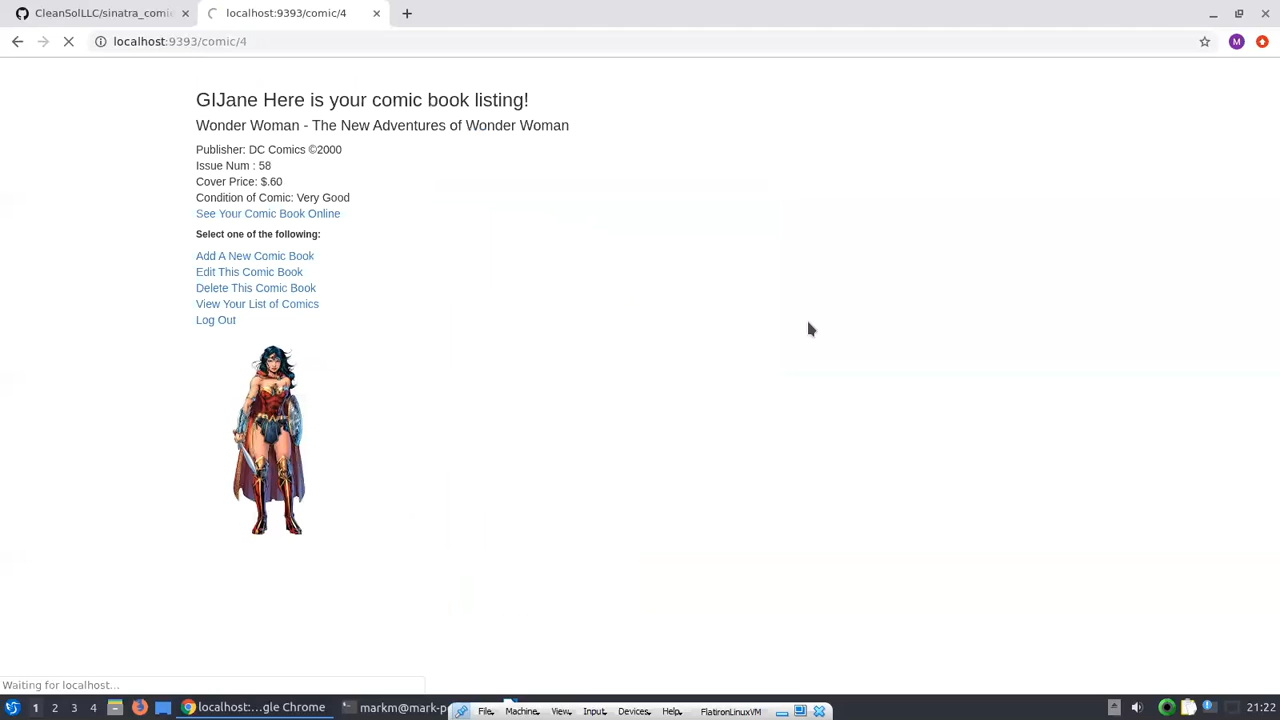 CleanSolLLC/sinatra_comic
localhost:9393/comic/4
localhost:9393/comic/4
M
GIJane Here is your comic book listing!
Wonder Woman - The New Adventures of Wonder Woman
Publisher: DC Comics ©2000
Issue Num : 58
Cover Price: $.60
Condition of Comic: Very Good
See Your Comic Book Online
Select one of the following:
Add A New Comic Book
Edit This Comic Book
Delete This Comic Book
View Your List of Comics
Log Out
Waiting for localhost...
1 2 3 4 localhost:...gle Chrome markm@mark-p File Machine View Input Devices Help FlatironLinuxVM 21:22